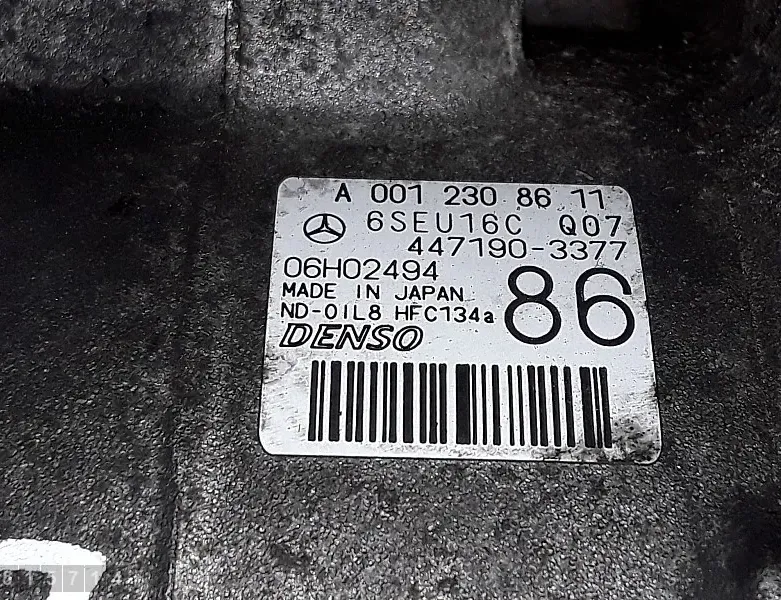 A 001 230 86 11
6SEU16C Q07
447190-3377
06H02494
MADE IN JAPAN
ND-OIL8 HFC134a
86
DENSO